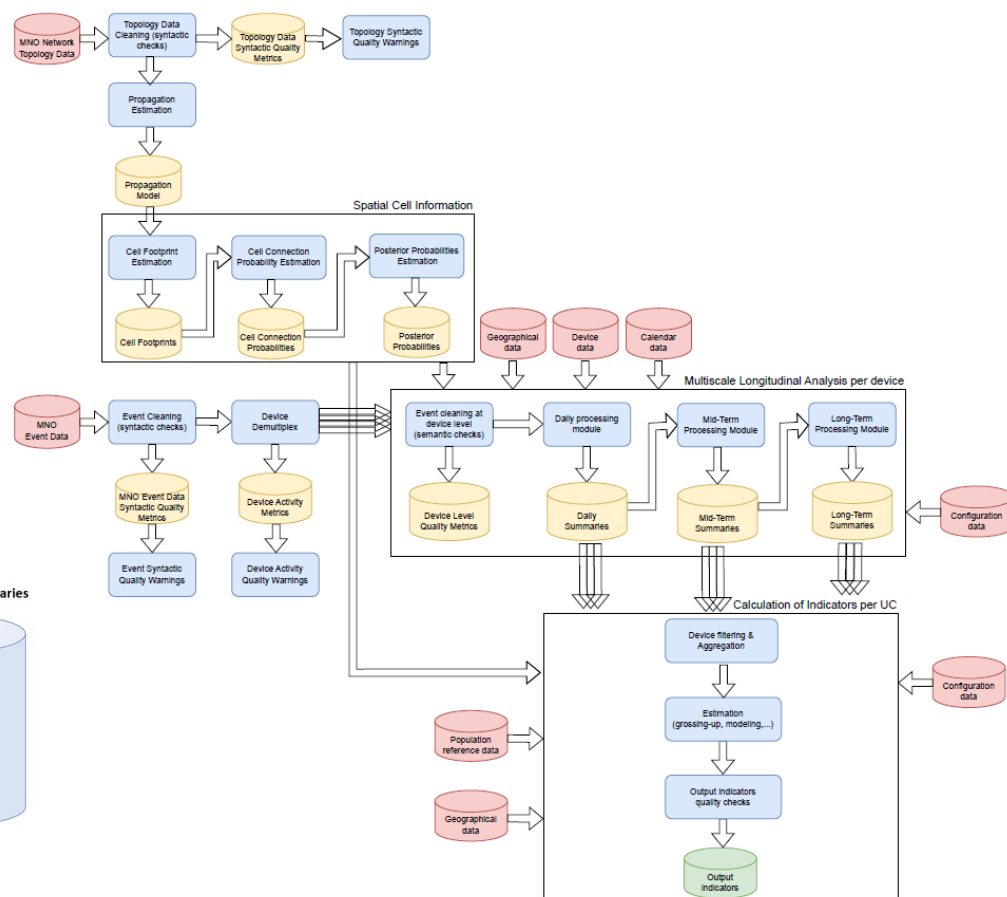 MNO Network
Topology Data
Topology Data
Cleaning (syntactic
checks)
Topology Data
Syntactic Quality
Metrics
Topology Syntactic
Quality Warnings
Propagation
Estimation
Propagation
Model
Spatial Cell Information
Cell Footprint
Estimation
Cell Connection
Probability Estimation
Posterior Probabilities
Estimation
Cell Footprints
Cell Connection
Probabilities
Posterior
Probabilities
Geographical
data
Device
data
Calendar
data
Multiscale Longitudinal Analysis per device
MNO
Event Data
Event Cleaning
(syntactic checks)
Device
Demultiplex
Event cleaning at
device level
(semantic checks)
Daily processing
module
Mid-Term
Processing Module
Long-Term
Processing Module
MNO Event Data
Syntactic Quality
Metrics
Device Activity
Metrics
Device Level
Quality Metrics
Daily
Summaries
Mid-Term
Summaries
Long-Term
Summaries
Configuration
data
Event Syntactic
Quality Warnings
Device Activity
Quality Warnings
aries
Calculation of Indicators per UC
Device filtering &
Aggregation
Configuration
data
Estimation
(grossing-up, modeling,...)
Population
reference data
Output indicators
quality checks
Geographical
data
Output
indicators